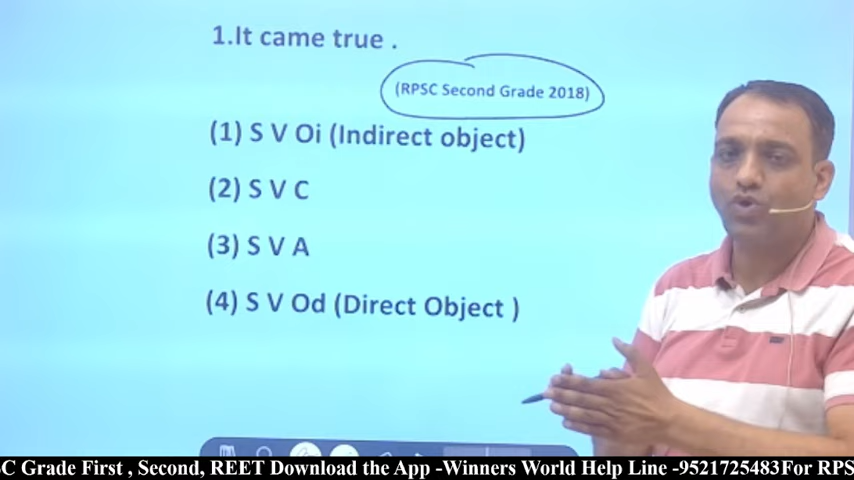 1.It came true .
(RPSC Second Grade 2018)
(1) S V Oi (Indirect object)
(2) S V C
(3) S V A
(4) S V Od (Direct Object )
C Grade First , Second, REET Download the App -Winners World Help Line -9521725483For RPS